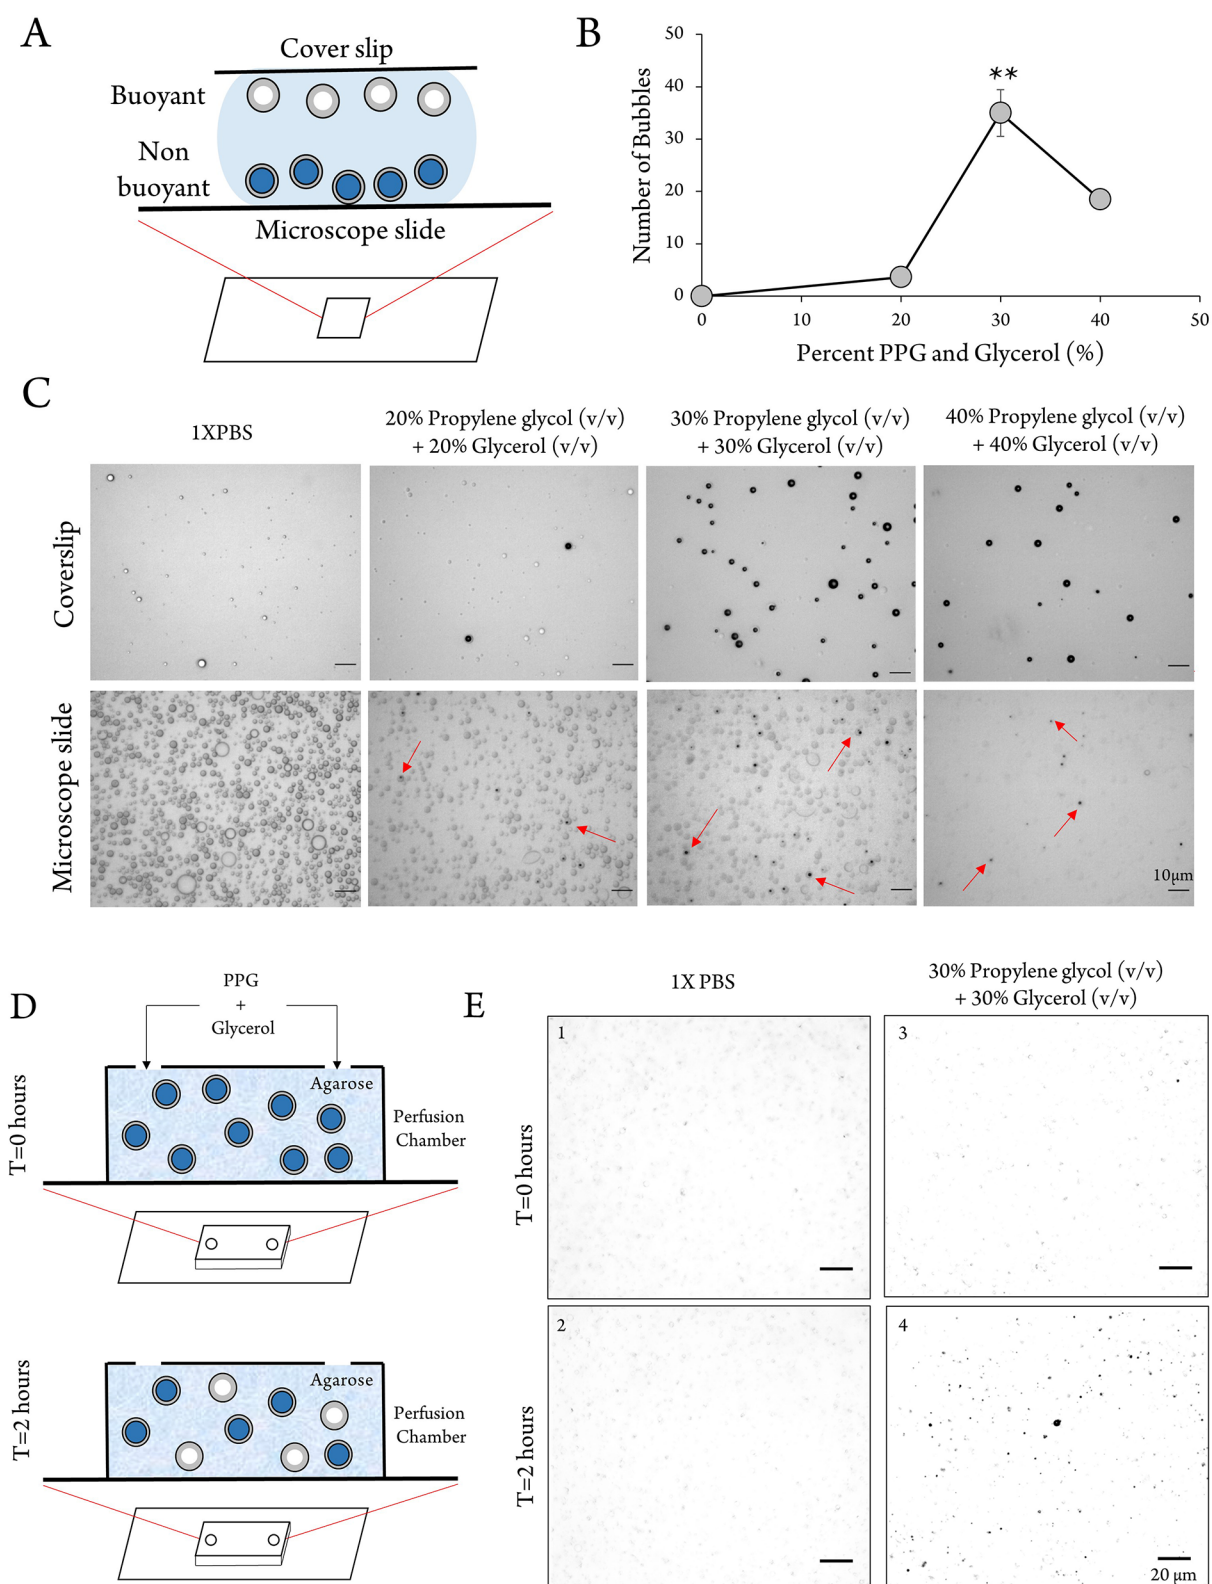 A
Cover slip
Buoyant
Non
buoyant
Microscope slide
B
Number of Bubbles
50
40
30
20
10
0
**
0
10
20
30
40
50
Percent PPG and Glycerol (%)
C
1XPBS
20% Propylene glycol (v/v)
+ 20% Glycerol (v/v)
30% Propylene glycol (v/v)
+ 30% Glycerol (v/v)
40% Propylene glycol (v/v)
+ 40% Glycerol (v/v)
Coverslip
Microscope slide
10µm
D
PPG
+
Glycerol
T=0 hours
Agarose
Perfusion
Chamber
T=2 hours
Agarose
Perfusion
Chamber
E
1X PBS
30% Propylene glycol (v/v)
+ 30% Glycerol (v/v)
T=0 hours
1
3
T=2 hours
2
4
20 µm